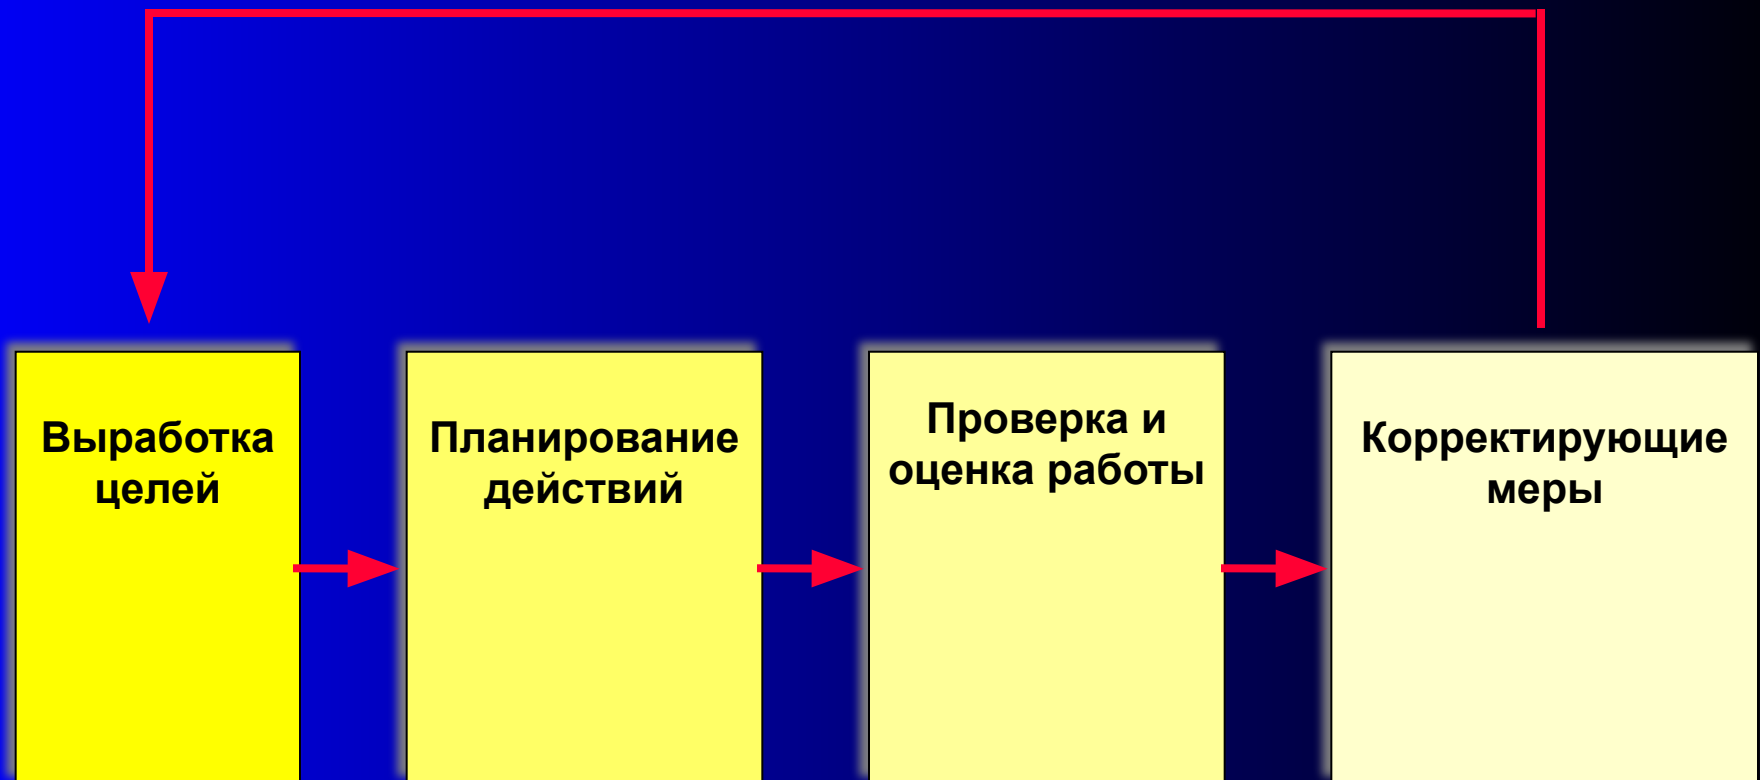 Выработка
целей
Планирование
действий
Проверка и
оценка работы
Корректирующие
меры